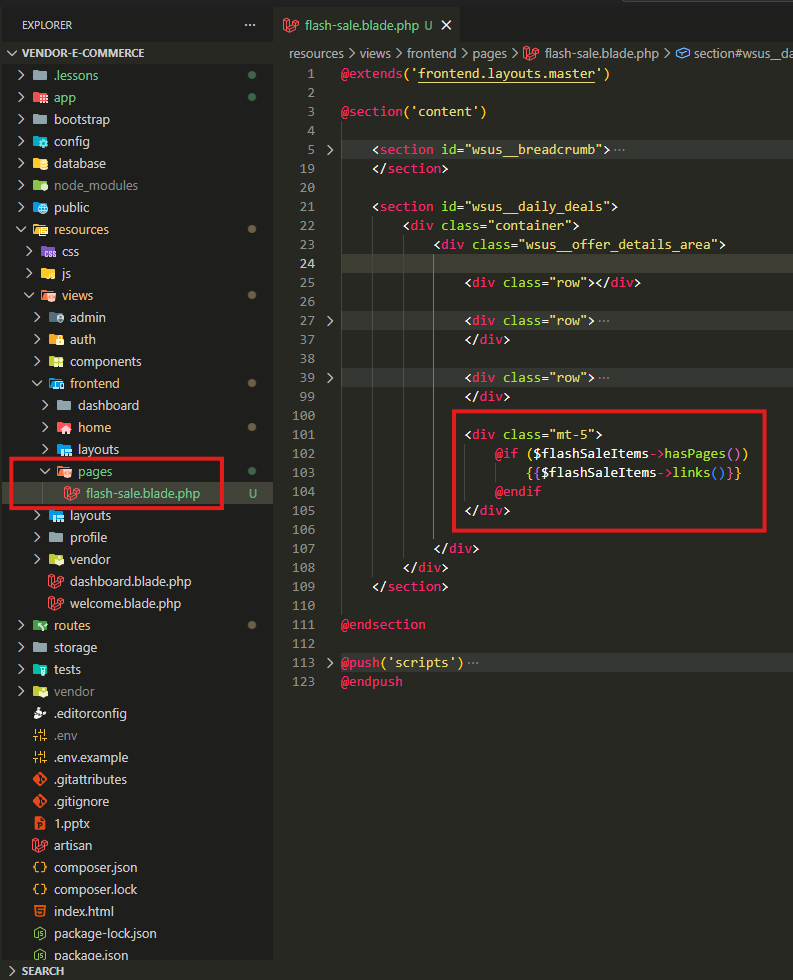 EXPLORER
···
VENDOR-E-COMMERCE
.lessons
app
bootstrap
config
database
node_modules
public
resources
css
js
views
admin
auth
components
frontend
dashboard
home
layouts
pages
flash-sale.blade.php U
layouts
profile
vendor
dashboard.blade.php
welcome.blade.php
routes
storage
tests
vendor
.editorconfig
.env
.env.example
.gitattributes
.gitignore
1.pptx
artisan
composer.json
composer.lock
index.html
package-lock.json
package.json
SEARCH
flash-sale.blade.php U
resources > views > frontend > pages > flash-sale.blade.php > section#wsus__da
1 @extends('frontend.layouts.master')
2
3 @section('content')
4
5 <section id="wsus__breadcrumb">···
19 </section>
20
21 <section id="wsus__daily_deals">
22 <div class="container">
23 <div class="wsus__offer_details_area">
24
25 <div class="row"></div>
26
27 <div class="row">···
37 </div>
38
39 <div class="row">···
99 </div>
100
101 <div class="mt-5">
102 @if ($flashSaleItems->hasPages())
103 {{$flashSaleItems->links()}}
104 @endif
105 </div>
106
107 </div>
108 </div>
109 </section>
110
111 @endsection
112
113 @push('scripts')···
123 @endpush